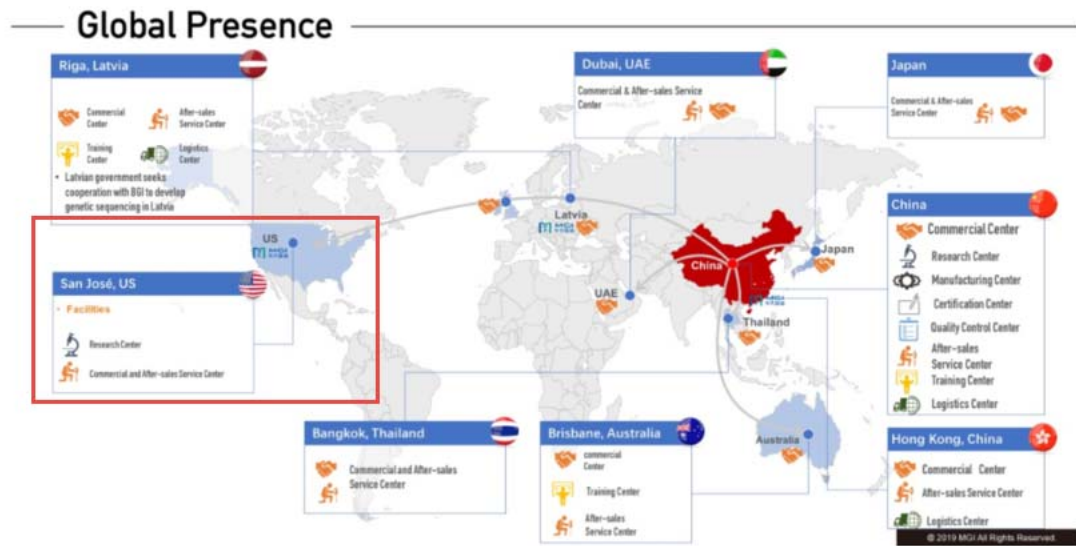 Global Presence
Riga, Latvia
Commercial
Center
After-sales
Service Center
Training
Center
Logistics
Center
• Latvian government seeks
cooperation with BGI to develop
genetic sequencing in Latvia
Dubai, UAE
Commercial & After-sales Service
Center
Japan
Commercial & After-sales
Service Center
US
San José, US
• Facilities
Research Center
Commercial and After-sales Service Center
Latvia
UAE
China
Japan
Thailand
Australia
China
Commercial Center
Research Center
Manufacturing Center
Certification Center
Quality Control Center
After-sales
Service Center
Training Center
Logistics Center
Bangkok, Thailand
Commercial and After-sales
Service Center
Brisbane, Australia
commercial
Center
Training Center
After-sales
Service Center
Hong Kong, China
Commercial Center
After-sales Service Center
Logistics Center
© 2019 MGI All Rights Reserved.